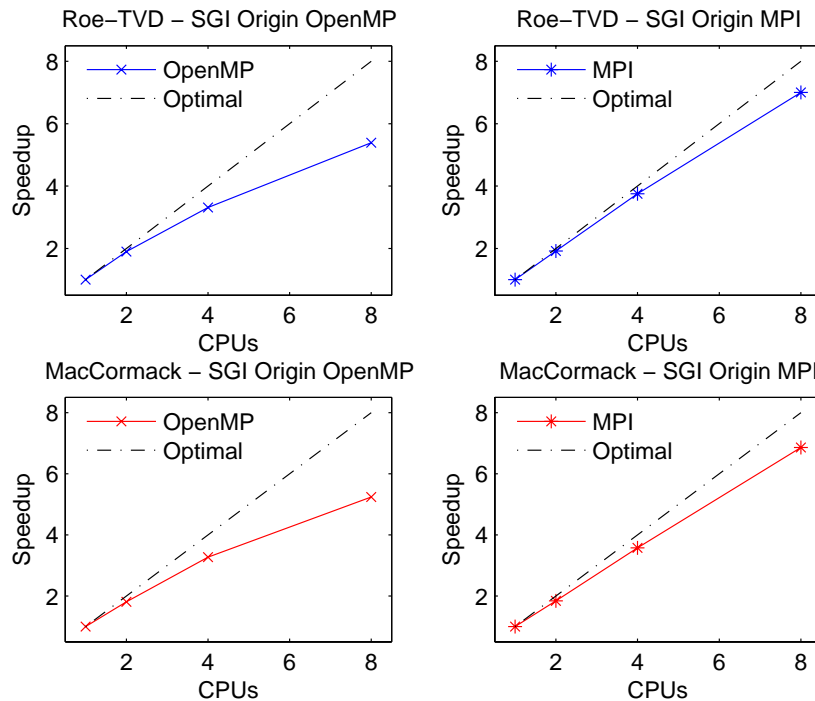 Roe−TVD − SGI Origin OpenMP
8
6
4
2
Speedup
OpenMP
Optimal
2 4 6 8
CPUs
Roe−TVD − SGI Origin MPI
8
6
4
2
Speedup
MPI
Optimal
2 4 6 8
CPUs
MacCormack − SGI Origin OpenMP
8
6
4
2
Speedup
OpenMP
Optimal
2 4 6 8
CPUs
MacCormack − SGI Origin MPI
8
6
4
2
Speedup
MPI
Optimal
2 4 6 8
CPUs